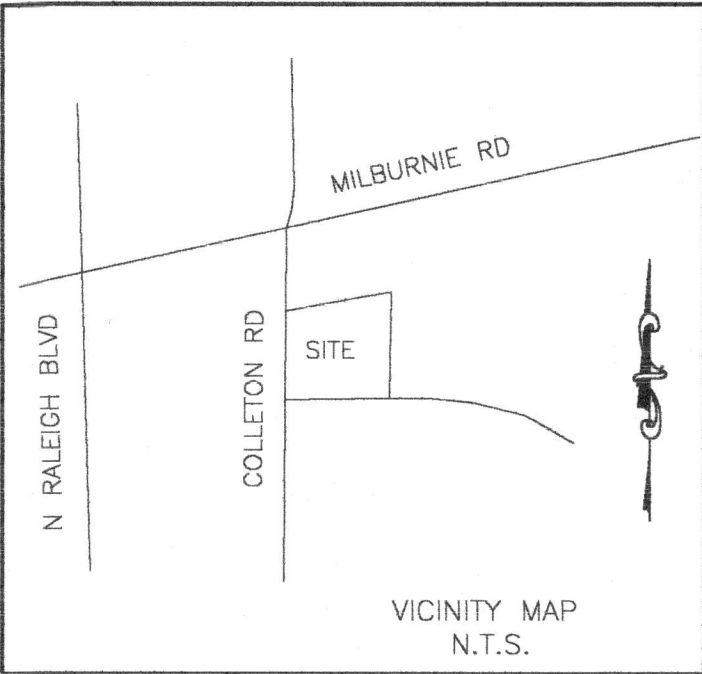 MILBURNIE RD
N RALEIGH BLVD
COLLETON RD
SITE
VICINITY MAP
N.T.S.